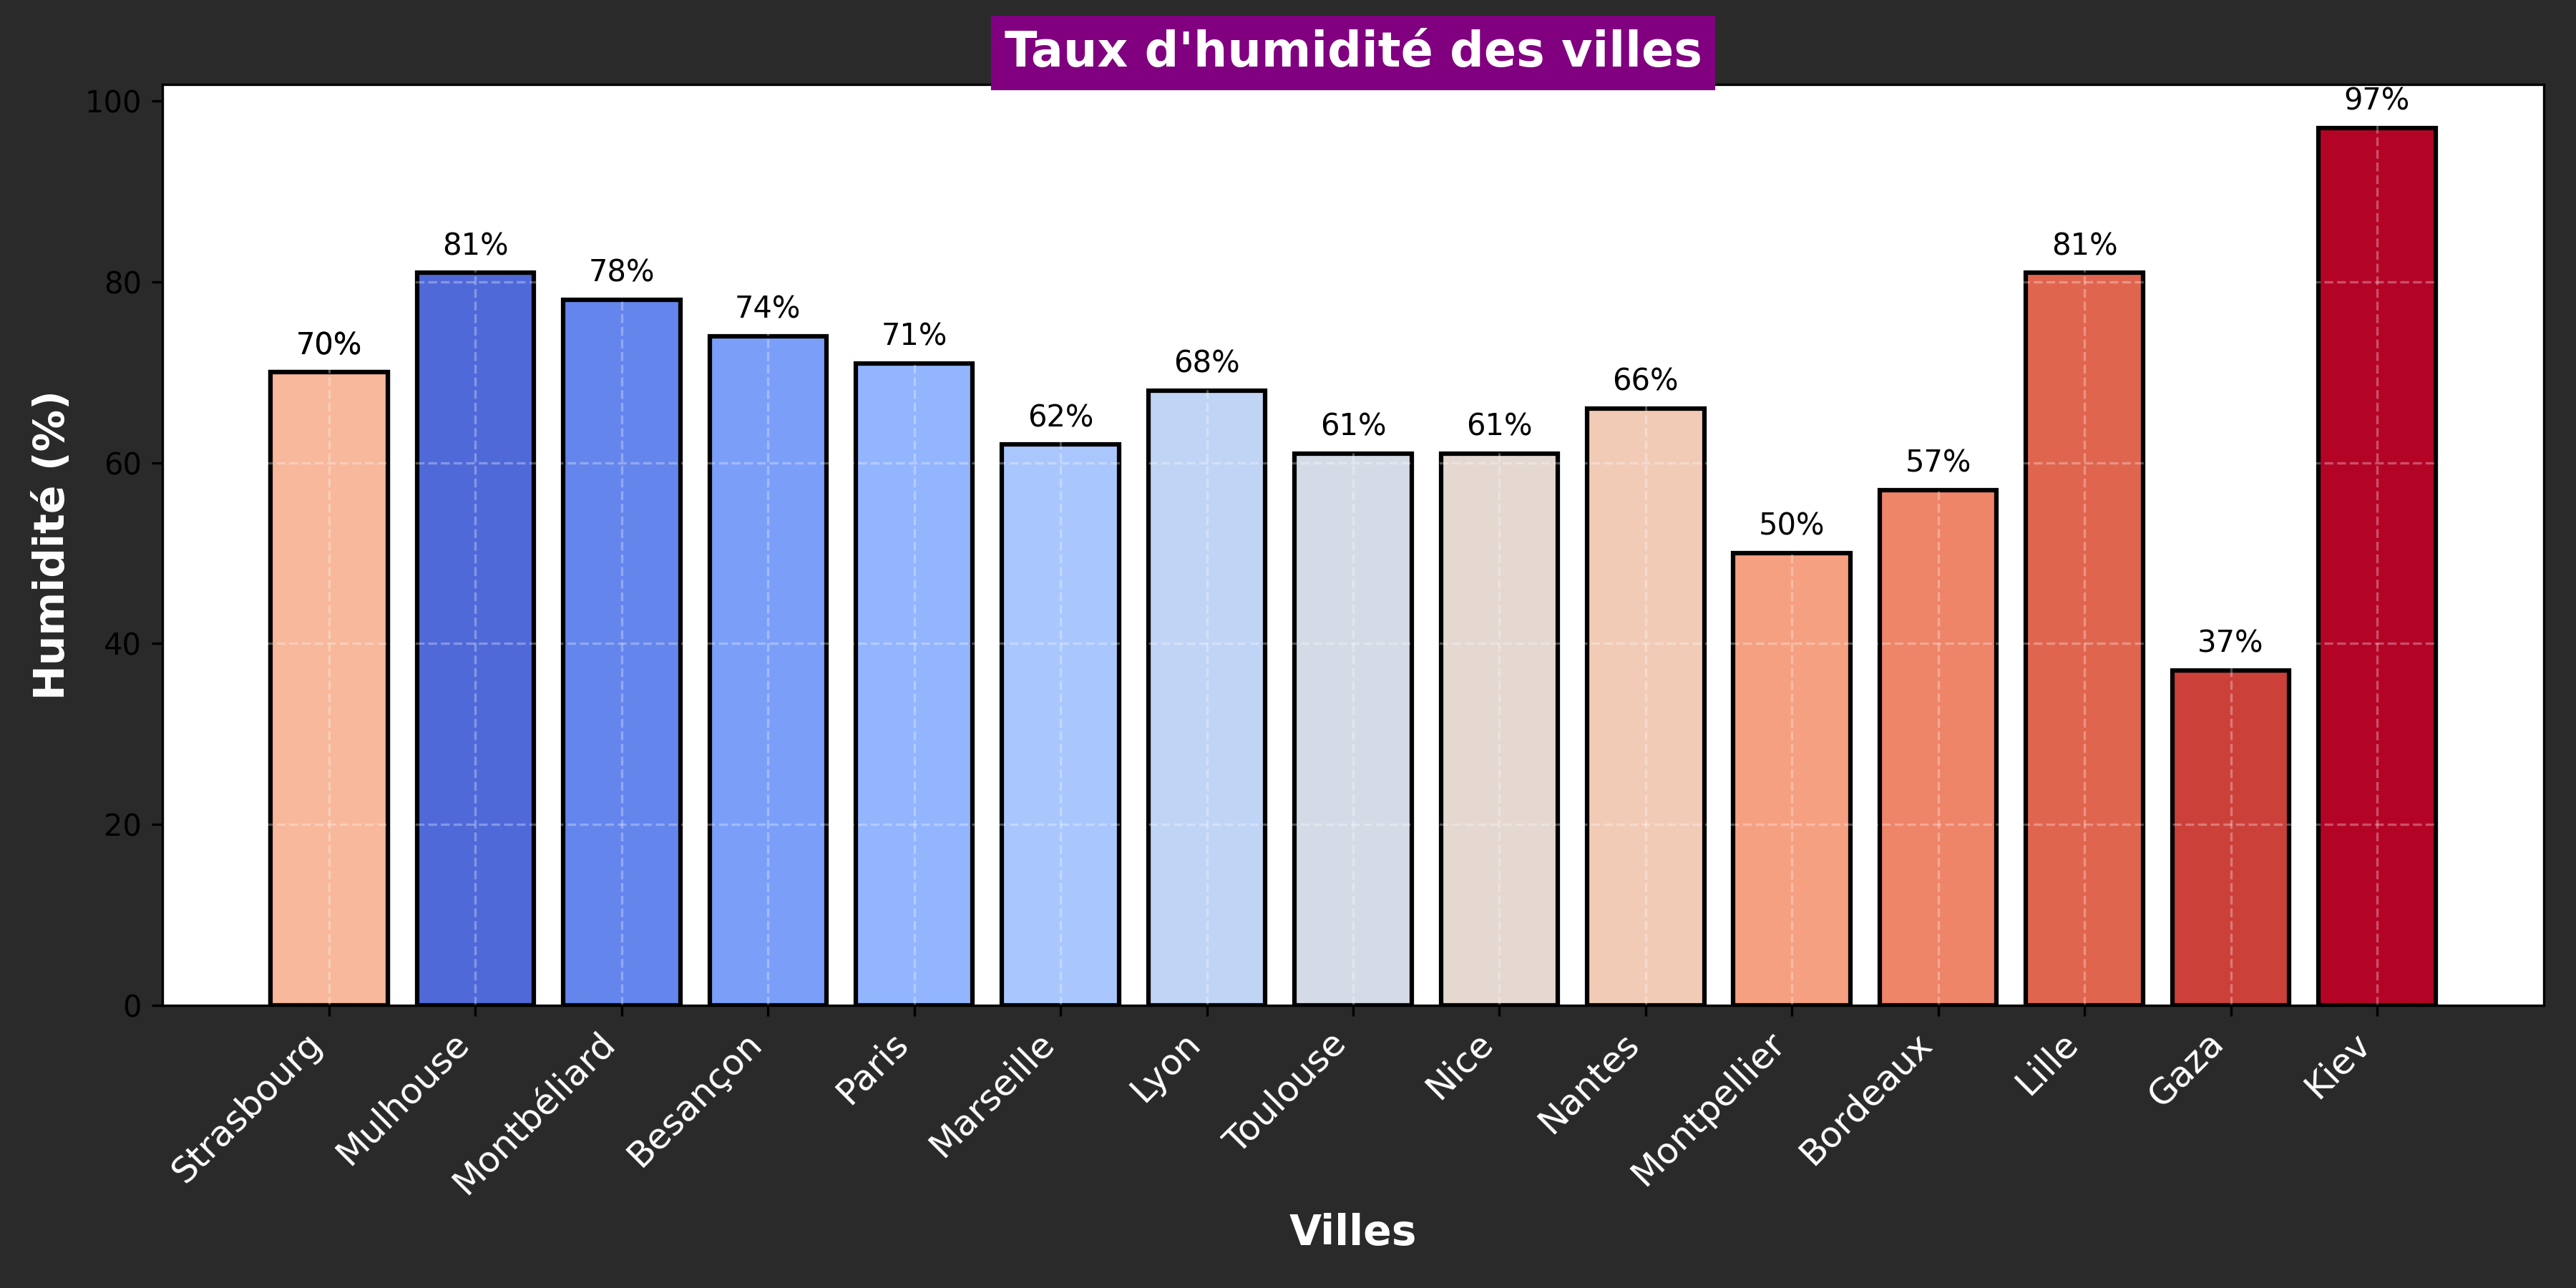 Taux d'humidité des villes
Humidité (%)
100
80
60
40
20
0
70%
81%
78%
74%
71%
62%
68%
61%
61%
66%
50%
57%
81%
37%
97%
Strasbourg
Mulhouse
Montbéliard
Besançon
Paris
Marseille
Lyon
Toulouse
Nice
Nantes
Montpellier
Bordeaux
Lille
Gaza
Kiev
Villes